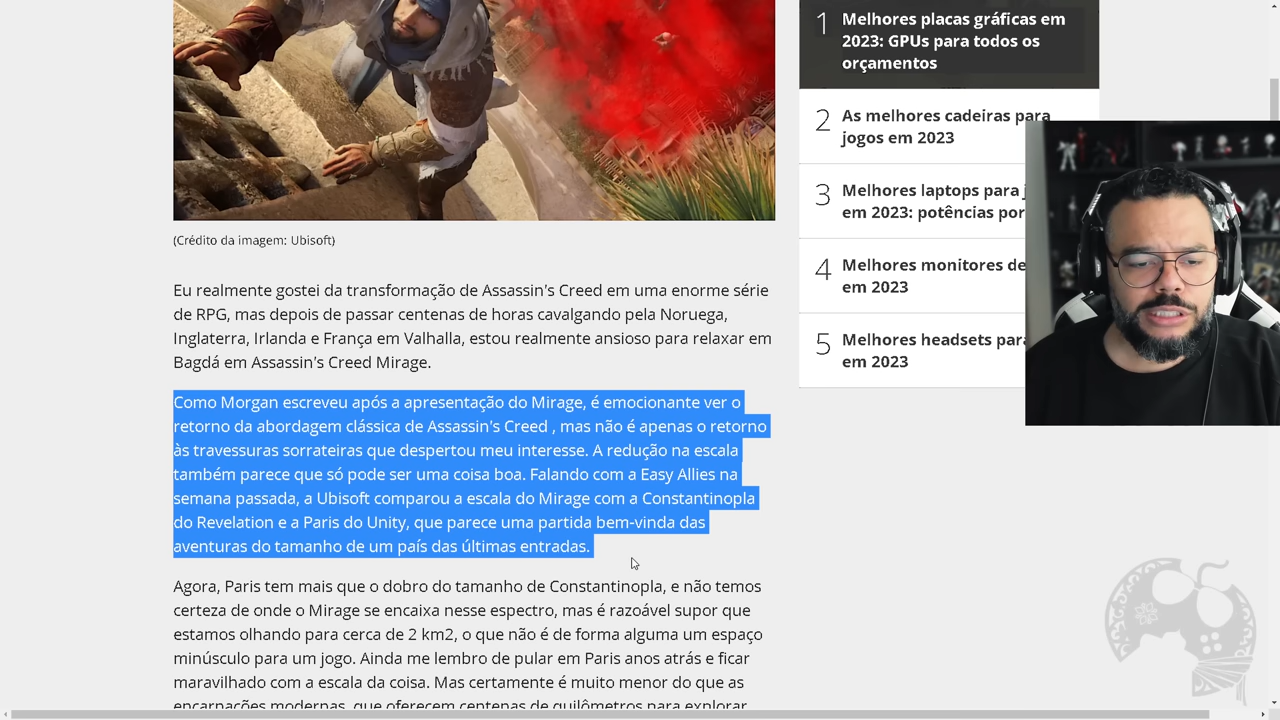 (Crédito da imagem: Ubisoft)
Eu realmente gostei da transformação de Assassin's Creed em uma enorme série
de RPG, mas depois de passar centenas de horas cavalgando pela Noruega,
Inglaterra, Irlanda e França em Valhalla, estou realmente ansioso para relaxar em
Bagdá em Assassin's Creed Mirage.
Como Morgan escreveu após a apresentação do Mirage, é emocionante ver o
retorno da abordagem clássica de Assassin's Creed , mas não é apenas o retorno
às travessuras sorrateiras que despertou meu interesse. A redução na escala
também parece que só pode ser uma coisa boa. Falando com a Easy Allies na
semana passada, a Ubisoft comparou a escala do Mirage com a Constantinopla
do Revelation e a Paris do Unity, que parece uma partida bem-vinda das
aventuras do tamanho de um país das últimas entradas.
Agora, Paris tem mais que o dobro do tamanho de Constantinopla, e não temos
certeza de onde o Mirage se encaixa nesse espectro, mas é razoável supor que
estamos olhando para cerca de 2 km2, o que não é de forma alguma um espaço
minúsculo para um jogo. Ainda me lembro de pular em Paris anos atrás e ficar
maravilhado com a escala da coisa. Mas certamente é muito menor do que as
encarnações modernas, que oferecem centenas de quilômetros para explorar
1 Melhores placas gráficas em
2023: GPUs para todos os
orçamentos
2 As melhores cadeiras para
jogos em 2023
3 Melhores laptops para
em 2023: potências por
4 Melhores monitores de
em 2023
5 Melhores headsets para
em 2023